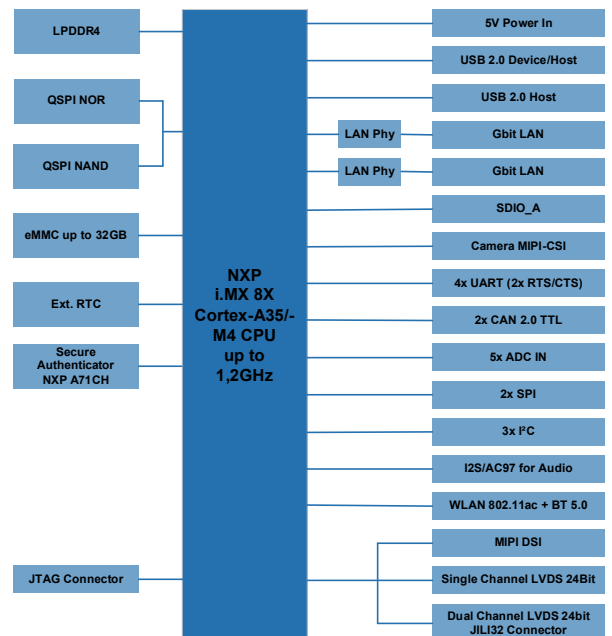 LPDDR4
QSPI NOR
QSPI NAND
eMMC up to 32GB
Ext. RTC
Secure
Authenticator
NXP A71CH
JTAG Connector
NXP
i.MX 8X
Cortex-A35/-
M4 CPU
up to
1,2GHz
LAN Phy
LAN Phy
5V Power In
USB 2.0 Device/Host
USB 2.0 Host
Gbit LAN
Gbit LAN
SDIO_A
Camera MIPI-CSI
4x UART (2x RTS/CTS)
2x CAN 2.0 TTL
5x ADC IN
2x SPI
3x I²C
I2S/AC97 for Audio
WLAN 802.11ac + BT 5.0
MIPI DSI
Single Channel LVDS 24Bit
Dual Channel LVDS 24bit
JILI32 Connector